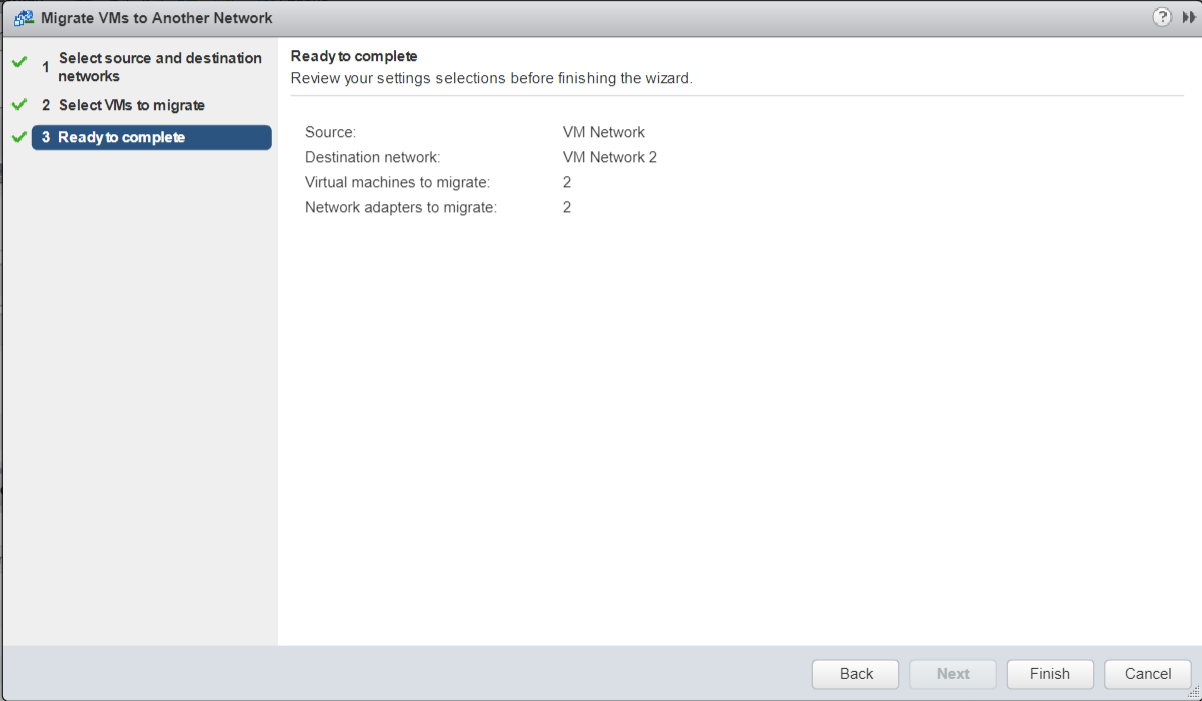 Migrate VMs to Another Network
?
1 Select source and destination
networks
2 Select VMs to migrate
3 Ready to complete
Ready to complete
Review your settings selections before finishing the wizard.
Source: VM Network
Destination network: VM Network 2
Virtual machines to migrate: 2
Network adapters to migrate: 2
Back Next Finish Cancel